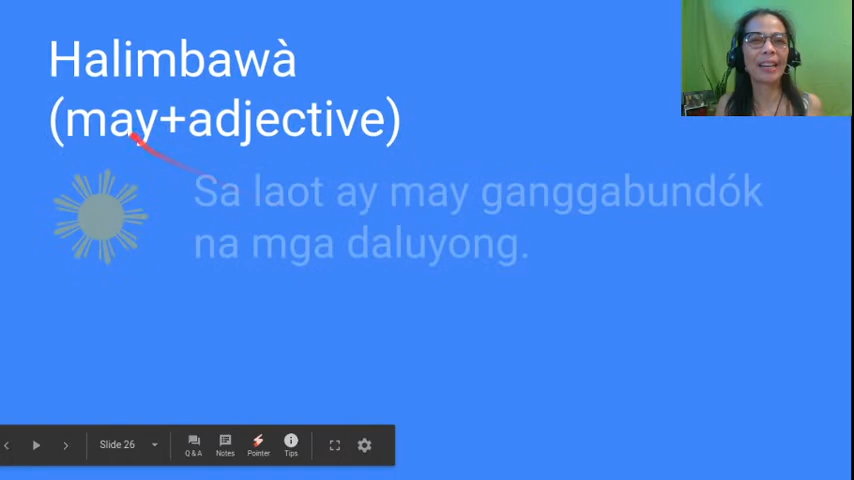 Halimbawà
(may+adjective)
Sa laot ay may ganggabundók
na mga daluyong.
Slide 26
Q & A
Notes
Pointer
Tips